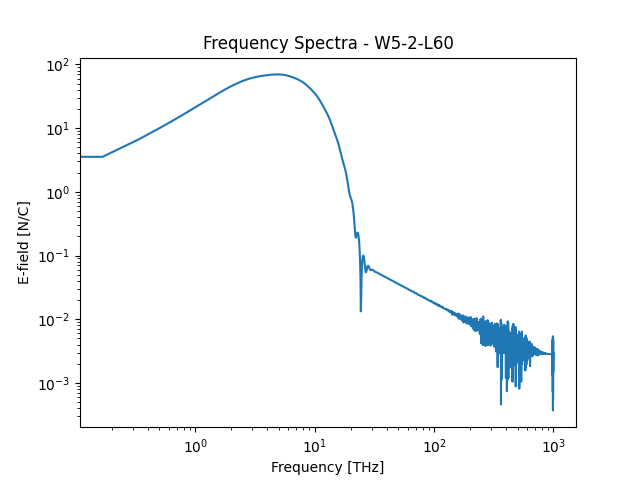 Frequency Spectra - W5-2-L60
E-field [N/C]
10²
10¹
10⁰
10⁻¹
10⁻²
10⁻³
10⁰ 10¹ 10² 10³
Frequency [THz]